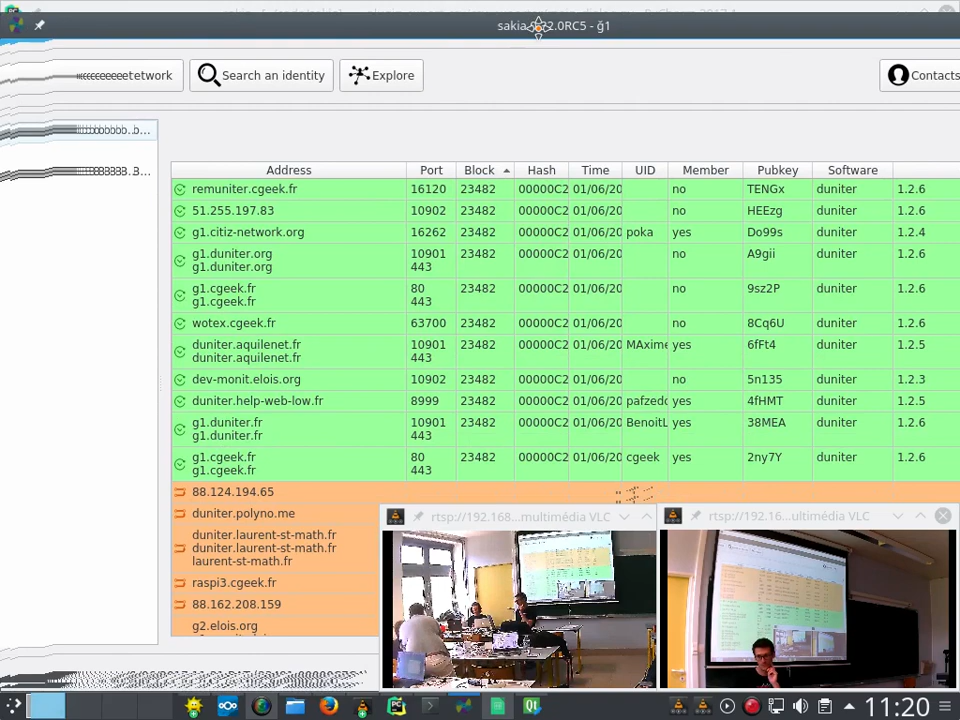 Search an identity
Explore
Contacts
Address Port Block Hash Time UID Member Pubkey Software
remuniter.cgeek.fr 16120 23482 00000C2 01/06/20 no TENGx duniter 1.2.6
51.255.197.83 10902 23482 00000C2 01/06/20 no HEEzg duniter 1.2.6
g1.citiz-network.org 16262 23482 00000C2 01/06/20 poka yes Do99s duniter 1.2.4
g1.duniter.org 10901 23482 00000C2 01/06/20 no A9gii duniter 1.2.6
g1.duniter.org 443
g1.cgeek.fr 80 23482 00000C2 01/06/20 no 9sz2P duniter 1.2.6
g1.cgeek.fr 443
wotex.cgeek.fr 63700 23482 00000C2 01/06/20 no 8Cq6U duniter 1.2.6
duniter.aquilenet.fr 10901 23482 00000C2 01/06/20 MAxime yes 6fFt4 duniter 1.2.5
duniter.aquilenet.fr 443
dev-monit.elois.org 10902 23482 00000C2 01/06/20 no 5n135 duniter 1.2.3
duniter.help-web-low.fr 8999 23482 00000C2 01/06/20 pafzedo yes 4fHMT duniter 1.2.5
g1.duniter.fr 10901 23482 00000C2 01/06/20 BenoitL yes 38MEA duniter 1.2.6
g1.duniter.fr 443
g1.cgeek.fr 80 23482 00000C2 01/06/20 cgeek yes 2ny7Y duniter 1.2.6
g1.cgeek.fr 443
88.124.194.65
duniter.polyno.me
duniter.laurent-st-math.fr
duniter.laurent-st-math.fr
laurent-st-math.fr
raspi3.cgeek.fr
88.162.208.159
g2.elois.org
rtsp://192.168...multimédia VLC
rtsp://192.16...ultimédia VLC
11:20